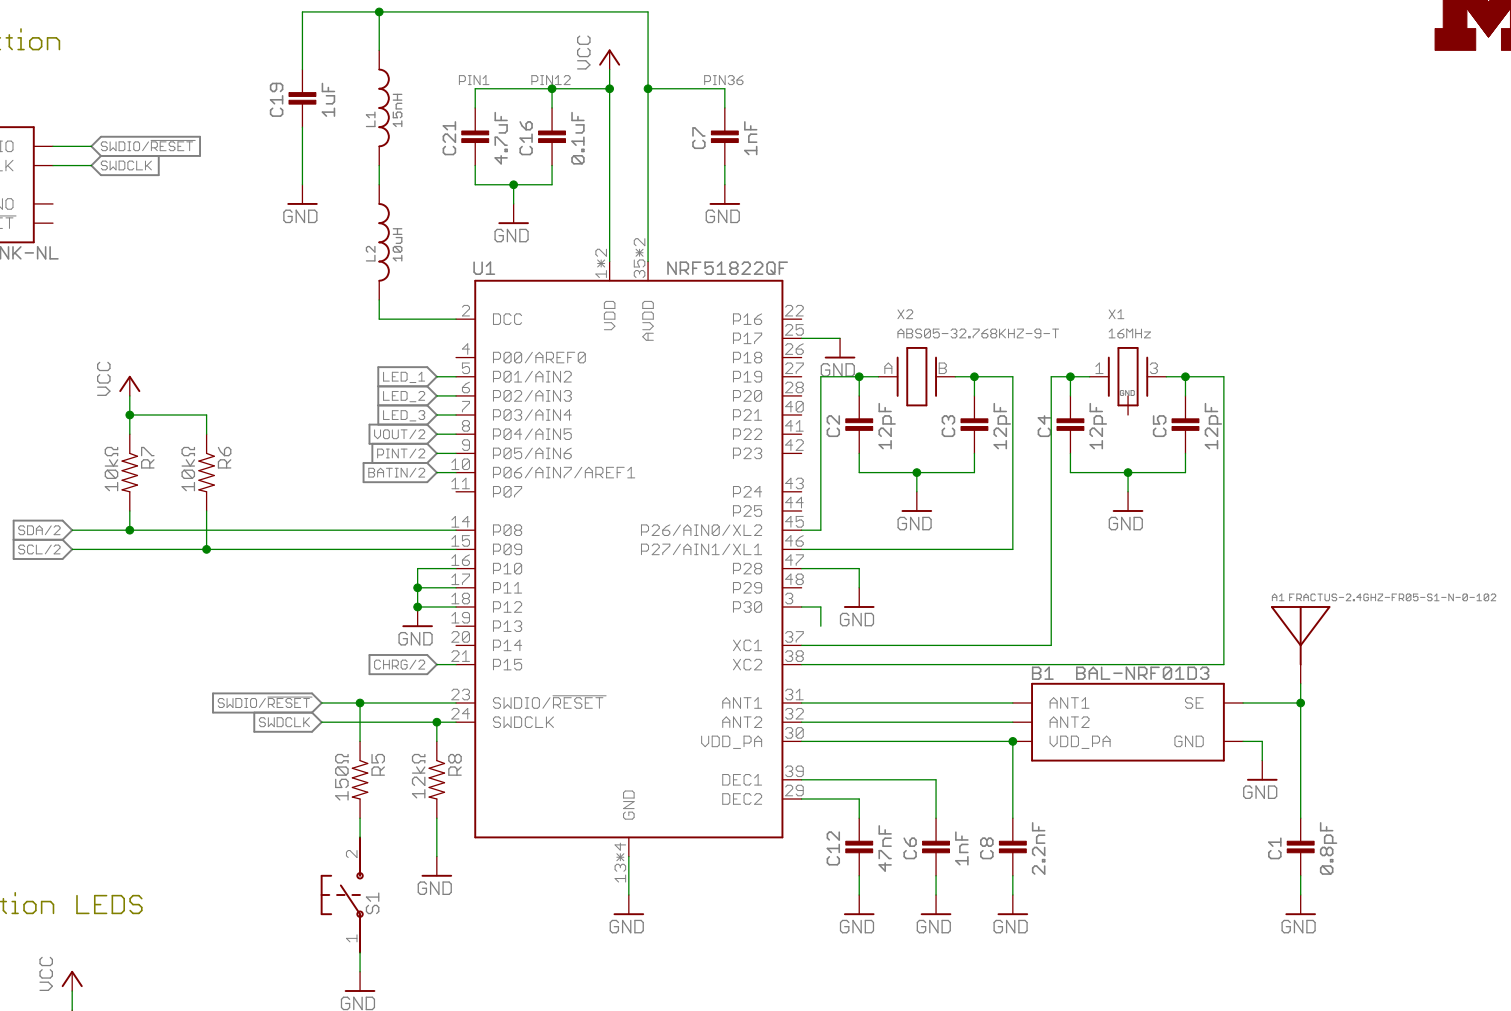 tion
M
VCC
C19
1uF
L1
15nH
PIN1
PIN12
PIN36
C21
4.7uF
C16
0.1uF
C7
1nF
IO
SWDIO/RESET
LK
SWDCLK
NO
ET
NK-NL
GND
GND
GND
L2
10uH
1*2
35*2
U1
NRF51822QF
VDD
AVDD
2
DCC
4
P00/AREF0
LED_1
5
P01/AIN2
LED_2
6
P02/AIN3
LED_3
7
P03/AIN4
VOUT/2
8
P04/AIN5
PINT/2
9
P05/AIN6
BATIN/2
10
P06/AIN7/AREF1
11
P07
VCC
10kΩ
R7
10kΩ
R6
SDA/2
14
P08
SCL/2
15
P09
16
P10
17
P11
18
P12
19
P13
GND
20
P14
CHRG/2
21
P15
SWDIO/RESET
23
SWDIO/RESET
SWDCLK
24
SWDCLK
P16
22
P17
25
P18
26
P19
27
P20
28
P21
40
P22
41
P23
42
P24
43
P25
44
P26/AIN0/XL2
45
P27/AIN1/XL1
46
P28
47
P29
48
P30
3
XC1
37
XC2
38
ANT1
31
ANT2
32
VDD_PA
30
DEC1
39
DEC2
29
GND
13*4
GND
GND
X2
ABS05-32.768KHZ-9-T
A
B
C2
12pF
C3
12pF
GND
X1
16MHz
1
3
GND
C4
12pF
C5
12pF
GND
GND
A1 FRACTUS-2.4GHZ-FR05-S1-N-0-102
B1
BAL-NRF01D3
ANT1
SE
ANT2
VDD_PA
GND
GND
150Ω
R5
12kΩ
R8
GND
2
S1
1
GND
C12
47nF
C6
1nF
C8
2.2nF
C1
0.8pF
GND
GND
GND
GND
tion LEDS
VCC